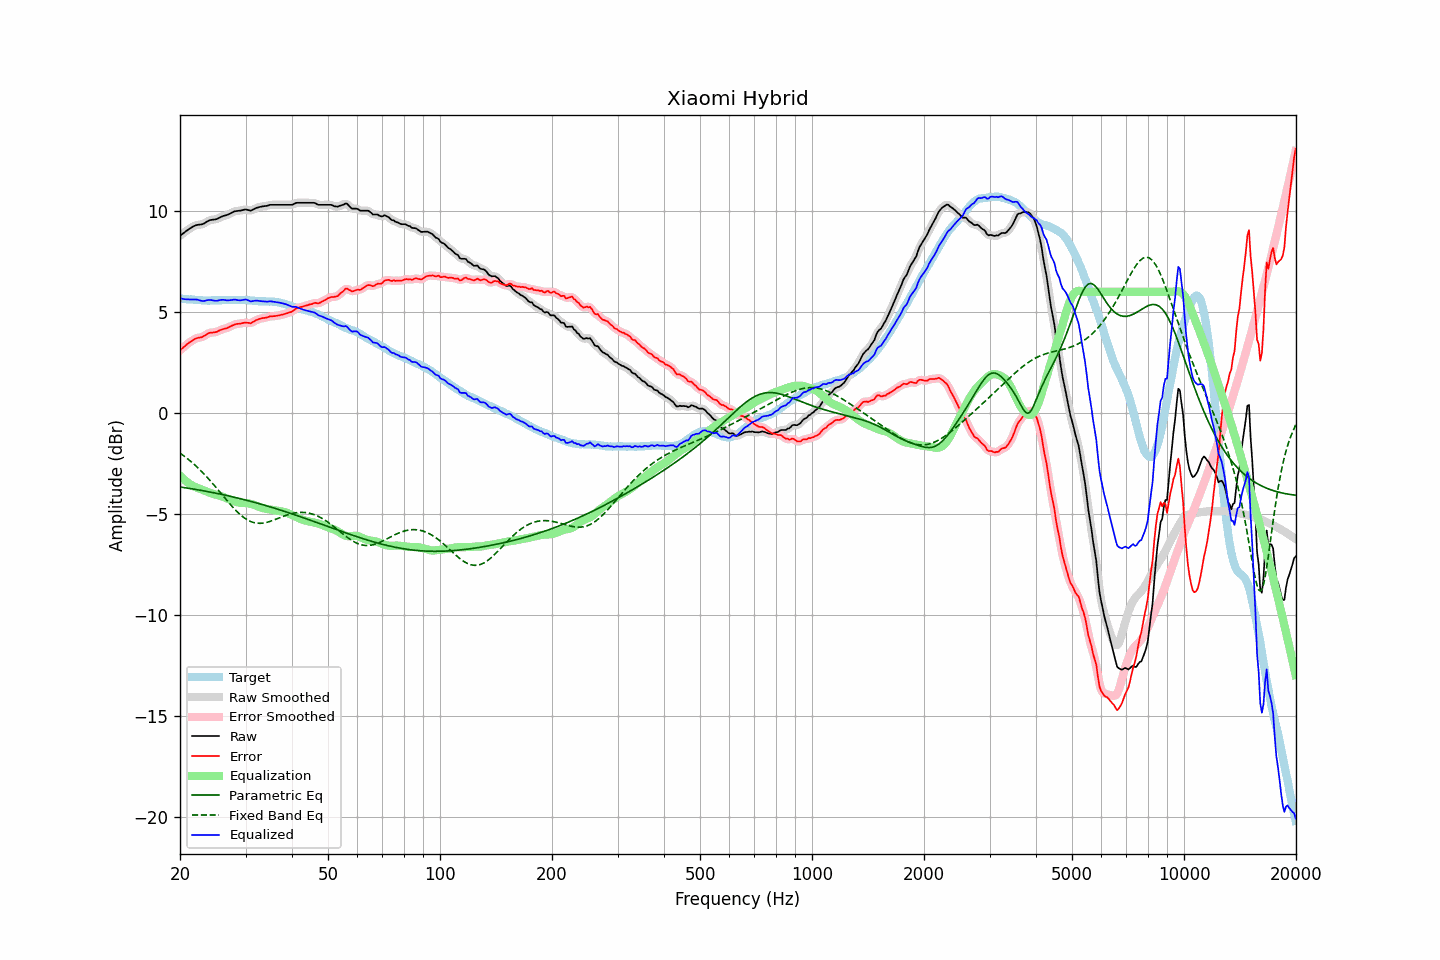 Xiaomi Hybrid
Amplitude (dBr)
10
5
0
−5
−10
−15
−20
Target
Raw Smoothed
Error Smoothed
Raw
Error
Equalization
Parametric Eq
Fixed Band Eq
Equalized
20 50 100 200 500 1000 2000 5000 10000 20000
Frequency (Hz)